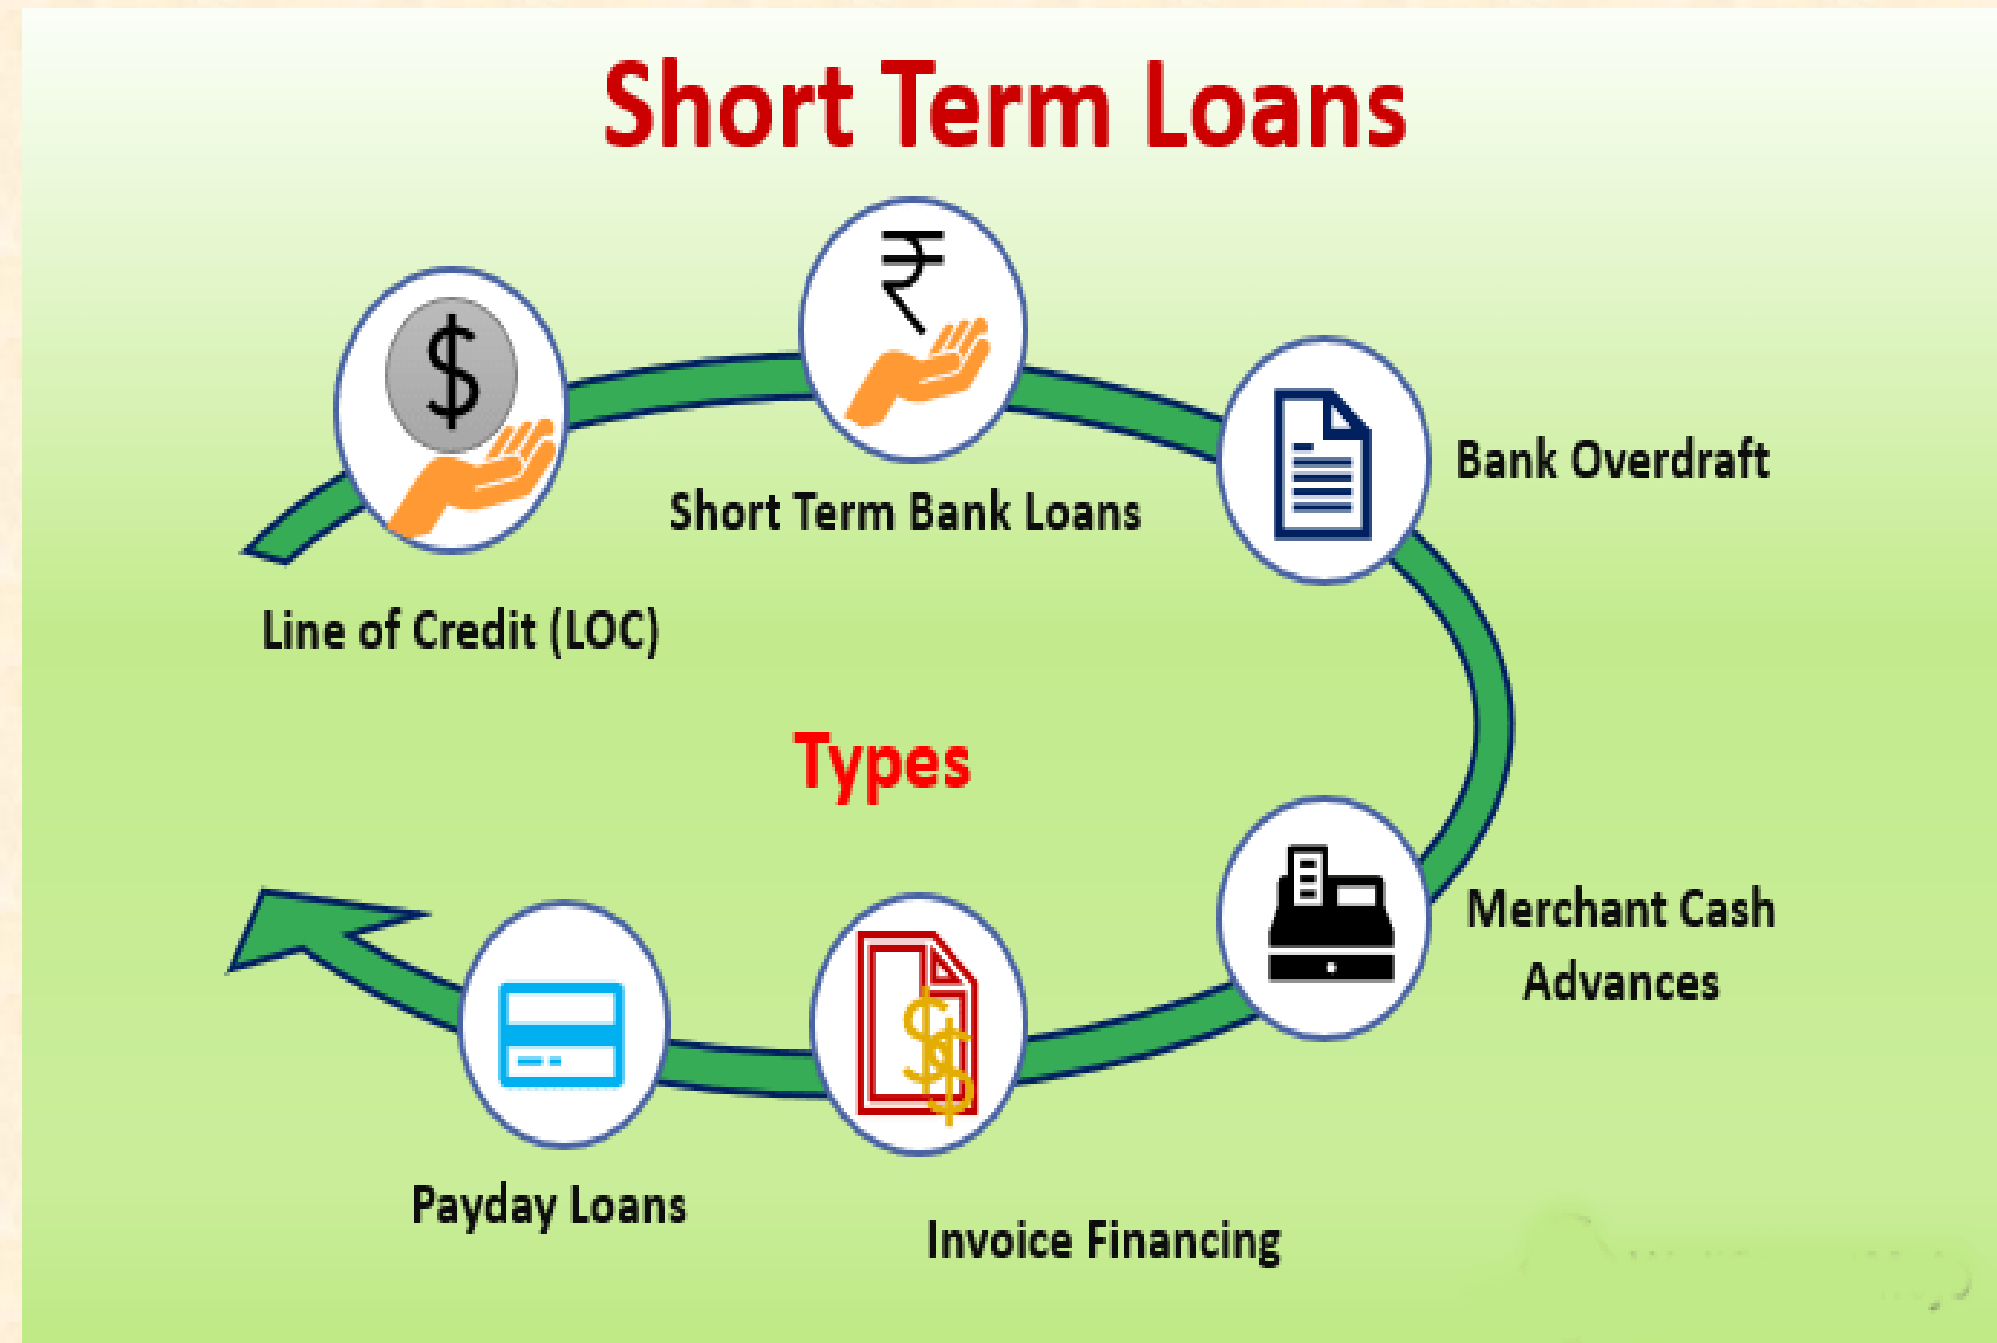 Short Term Loans
$
₹
Bank Overdraft
Short Term Bank Loans
Line of Credit (LOC)
Types
Merchant Cash
Advances
$
$
Payday Loans
Invoice Financing